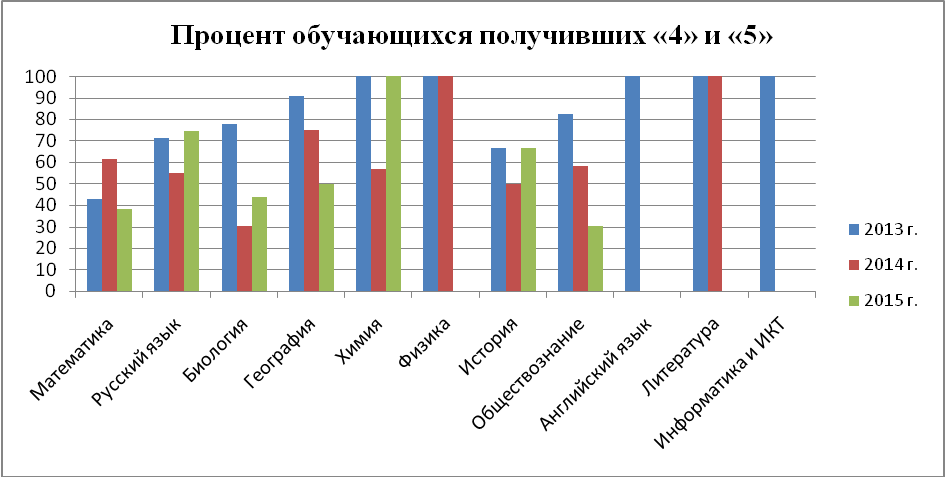 Процент обучающихся получивших «4» и «5»
100
90
80
70
60
50
40
30
20
10
0
Математика
Русский язык
Биология
География
Химия
Физика
История
Обществознание
Английский язык
Литература
Информатика и ИКТ
2013 г.
2014 г.
2015 г.